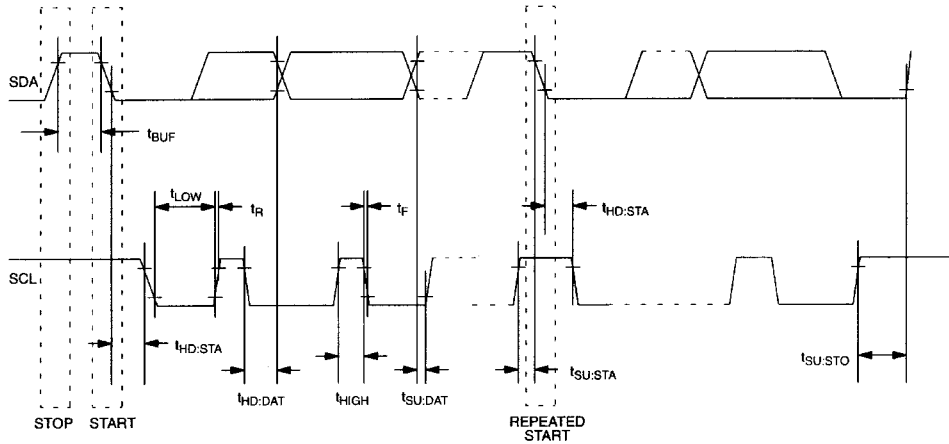 SDA
tBUF
tLOW
tR
tF
tHD:STA
SCL
tHD:STA
tSU:STA
tSU:STO
tHD:DAT
tHIGH
tSU:DAT
STOP
START
REPEATED
START